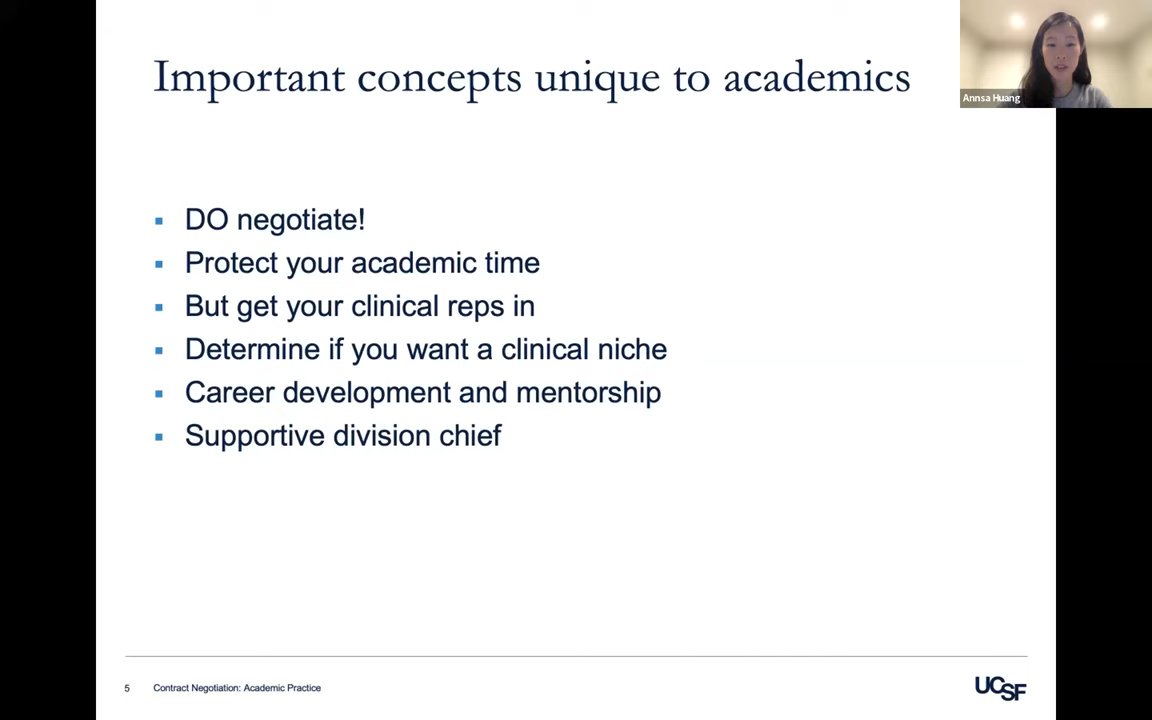 Important concepts unique to academics
Annsa Huang
▪ DO negotiate!
▪ Protect your academic time
▪ But get your clinical reps in
▪ Determine if you want a clinical niche
▪ Career development and mentorship
▪ Supportive division chief
5 Contract Negotiation: Academic Practice
UCSF